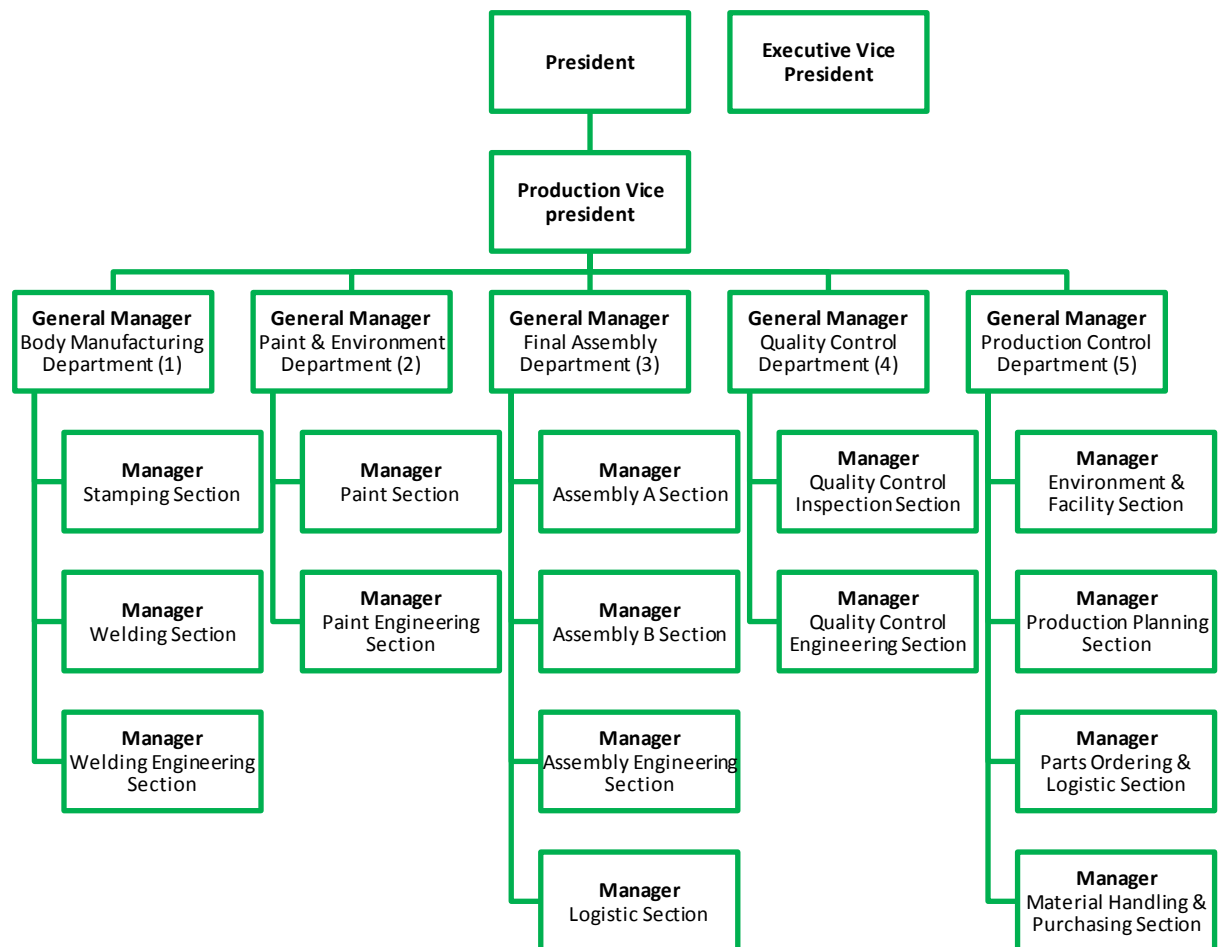 President
Executive Vice
President
Production Vice
president
General Manager
Body Manufacturing
Department (1)
General Manager
Paint & Environment
Department (2)
General Manager
Final Assembly
Department (3)
General Manager
Quality Control
Department (4)
General Manager
Production Control
Department (5)
Manager
Stamping Section
Manager
Paint Section
Manager
Assembly A Section
Manager
Quality Control
Inspection Section
Manager
Environment &
Facility Section
Manager
Welding Section
Manager
Paint Engineering
Section
Manager
Assembly B Section
Manager
Quality Control
Engineering Section
Manager
Production Planning
Section
Manager
Welding Engineering
Section
Manager
Assembly Engineering
Section
Manager
Parts Ordering &
Logistic Section
Manager
Logistic Section
Manager
Material Handling &
Purchasing Section